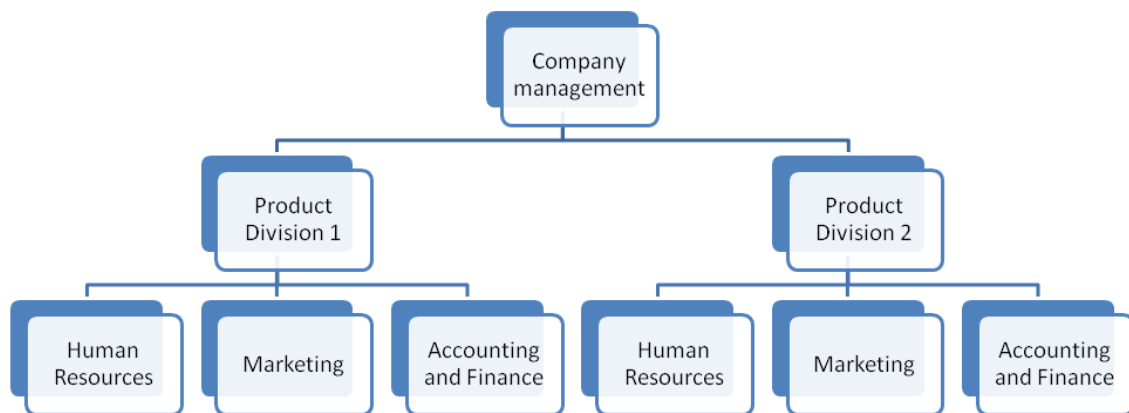 Company
management
Product
Division 1
Product
Division 2
Human
Resources
Marketing
Accounting
and Finance
Human
Resources
Marketing
Accounting
and Finance